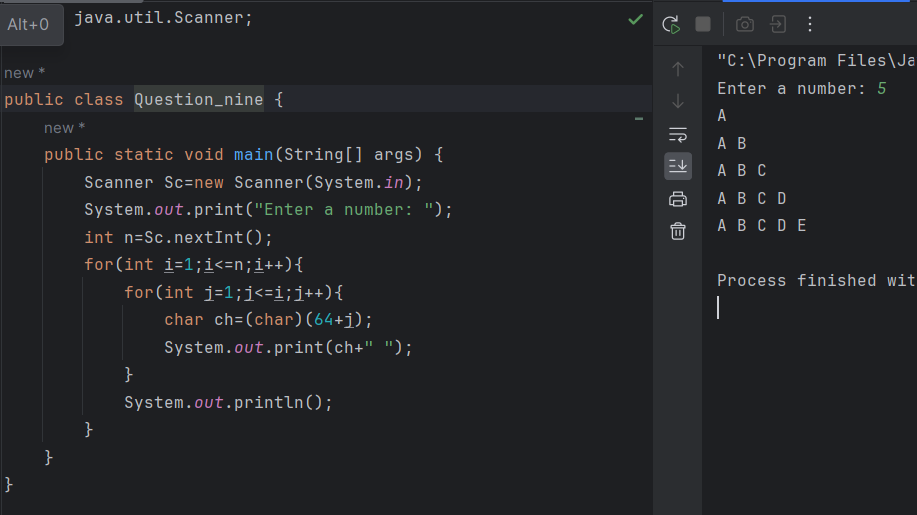 Alt+0
java.util.Scanner;
new *
public class Question_nine {
new *
public static void main(String[] args) {
Scanner Sc=new Scanner(System.in);
System.out.print("Enter a number: ");
int n=Sc.nextInt();
for(int i=1;i<=n;i++){
for(int j=1;j<=i;j++){
char ch=(char)(64+j);
System.out.print(ch+" ");
}
System.out.println();
}
}
}
"C:\Program Files\Ja
Enter a number: 5
A
A B
A B C
A B C D
A B C D E
Process finished wit